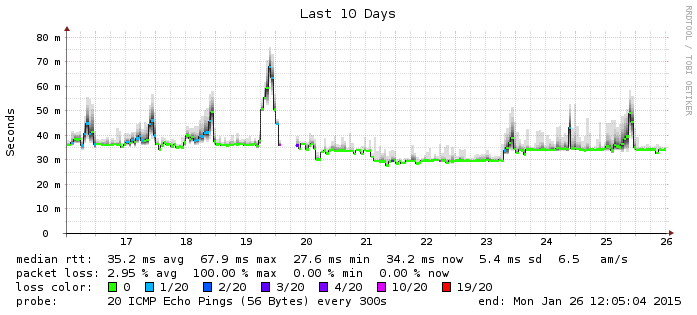 Last 10 Days
RRDTOOL / TOBI OETIKER
Seconds
80 m
70 m
60 m
50 m
40 m
30 m
20 m
10 m
0
17 18 19 20 21 22 23 24 25 26
median rtt: 35.2 ms avg 67.9 ms max 27.6 ms min 34.2 ms now 5.4 ms sd 6.5 am/s
packet loss: 2.95 % avg 100.00 % max 0.00 % min 0.00 % now
loss color: 0 1/20 2/20 3/20 4/20 10/20 19/20
probe: 20 ICMP Echo Pings (56 Bytes) every 300s end: Mon Jan 26 12:05:04 2015